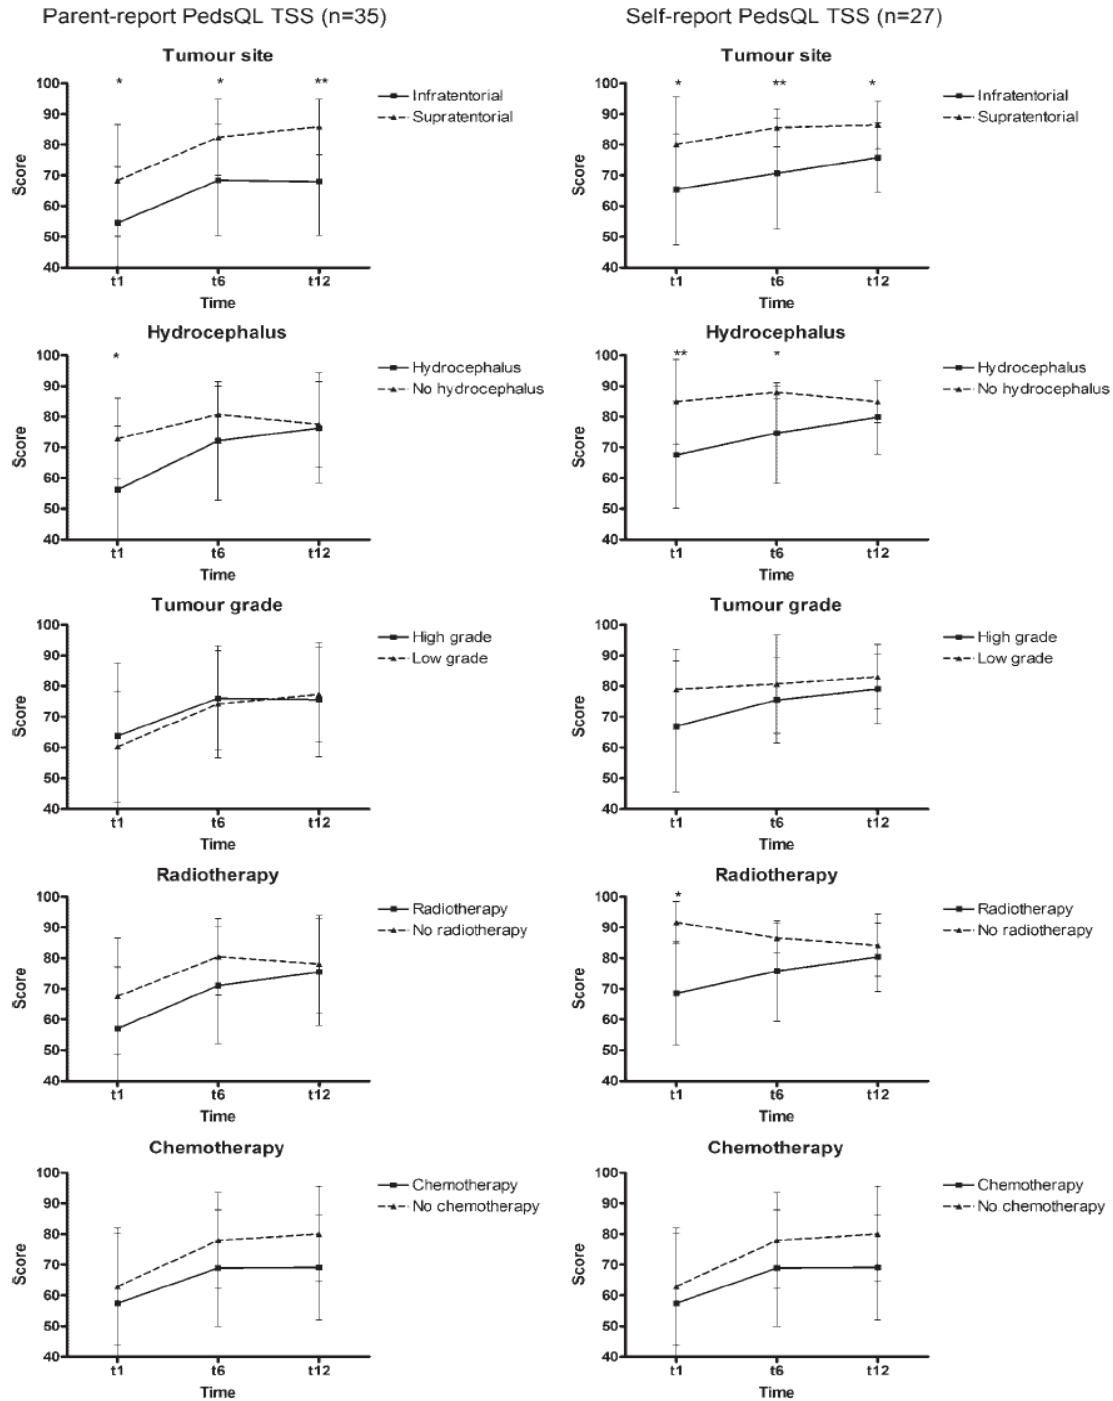 Parent-report PedsQL TSS (n=35)
Self-report PedsQL TSS (n=27)
Tumour site
* * **
100
90
80
70
60
50
40
Score
t1 t6 t12
Time
Infratentorial
Supratentorial
Tumour site
* ** *
100
90
80
70
60
50
40
Score
t1 t6 t12
Time
Infratentorial
Supratentorial
Hydrocephalus
*
100
90
80
70
60
50
40
Score
t1 t6 t12
Time
Hydrocephalus
No hydrocephalus
Hydrocephalus
** *
100
90
80
70
60
50
40
Score
t1 t6 t12
Time
Hydrocephalus
No hydrocephalus
Tumour grade
100
90
80
70
60
50
40
Score
t1 t6 t12
Time
High grade
Low grade
Tumour grade
100
90
80
70
60
50
40
Score
t1 t6 t12
Time
High grade
Low grade
Radiotherapy
100
90
80
70
60
50
40
Score
t1 t6 t12
Time
Radiotherapy
No radiotherapy
Radiotherapy
*
100
90
80
70
60
50
40
Score
t1 t6 t12
Time
Radiotherapy
No radiotherapy
Chemotherapy
100
90
80
70
60
50
40
Score
t1 t6 t12
Time
Chemotherapy
No chemotherapy
Chemotherapy
100
90
80
70
60
50
40
Score
t1 t6 t12
Time
Chemotherapy
No chemotherapy